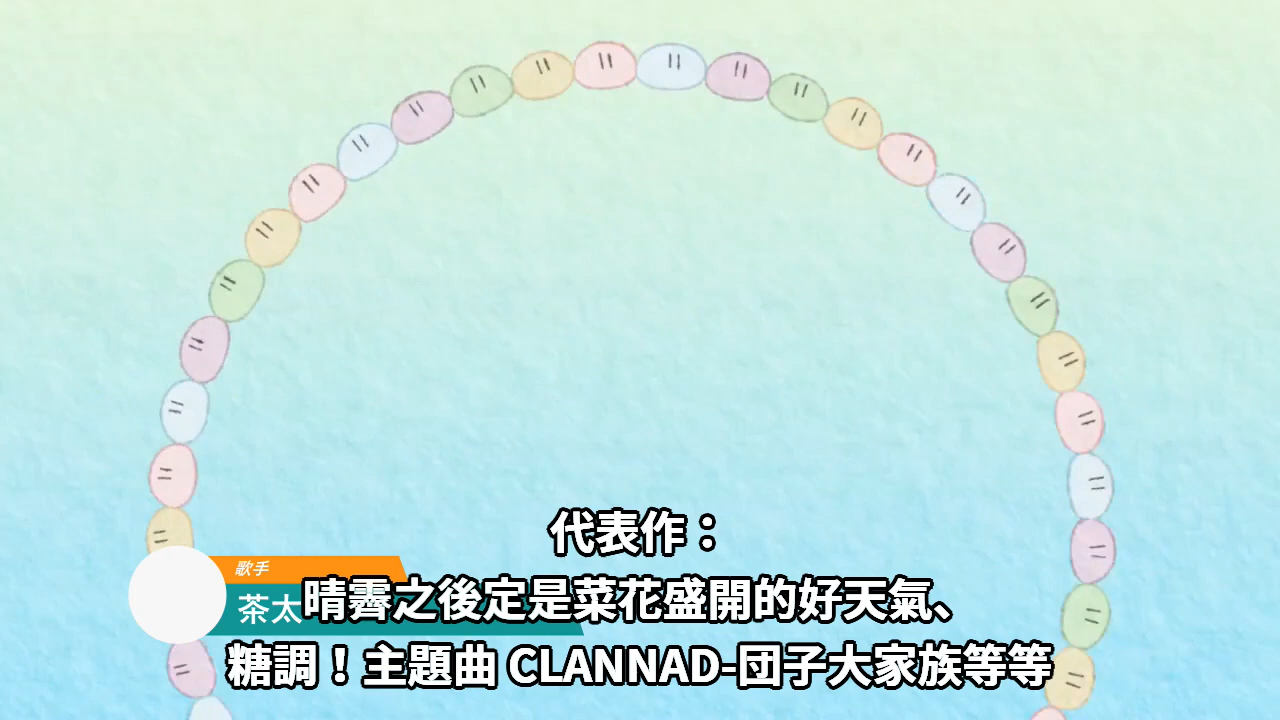 代表作：
歌手
茶太
晴霽之後定是菜花盛開的好天氣、
糖調！主題曲 CLANNAD-団子大家族等等